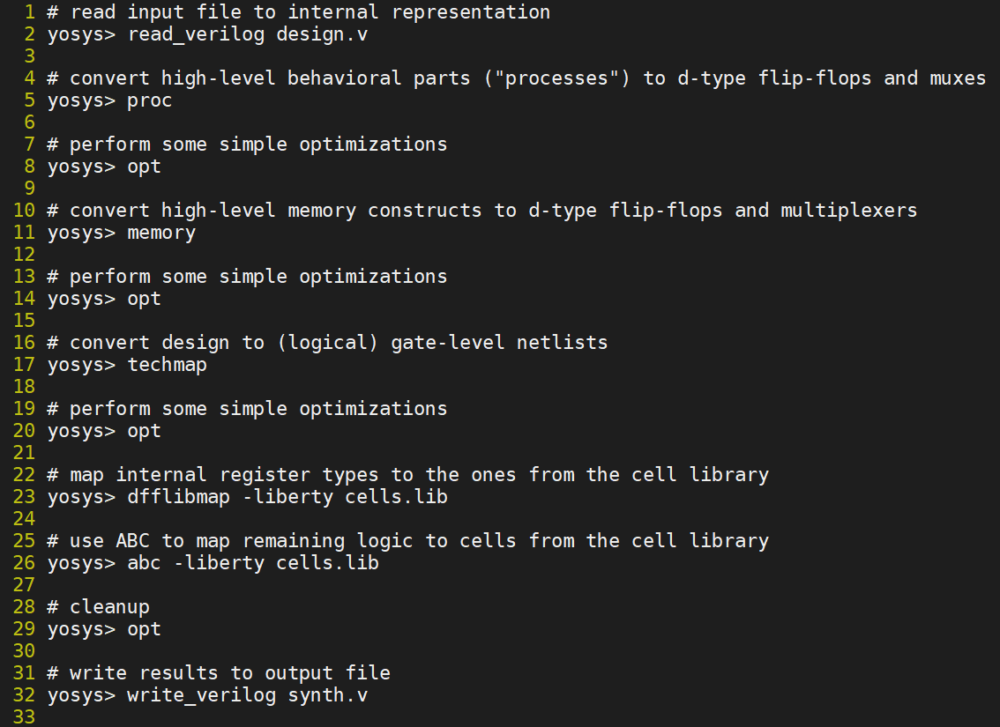 1 # read input file to internal representation
2 yosys> read_verilog design.v
3
4 # convert high-level behavioral parts ("processes") to d-type flip-flops and muxes
5 yosys> proc
6
7 # perform some simple optimizations
8 yosys> opt
9
10 # convert high-level memory constructs to d-type flip-flops and multiplexers
11 yosys> memory
12
13 # perform some simple optimizations
14 yosys> opt
15
16 # convert design to (logical) gate-level netlists
17 yosys> techmap
18
19 # perform some simple optimizations
20 yosys> opt
21
22 # map internal register types to the ones from the cell library
23 yosys> dfflibmap -liberty cells.lib
24
25 # use ABC to map remaining logic to cells from the cell library
26 yosys> abc -liberty cells.lib
27
28 # cleanup
29 yosys> opt
30
31 # write results to output file
32 yosys> write_verilog synth.v
33